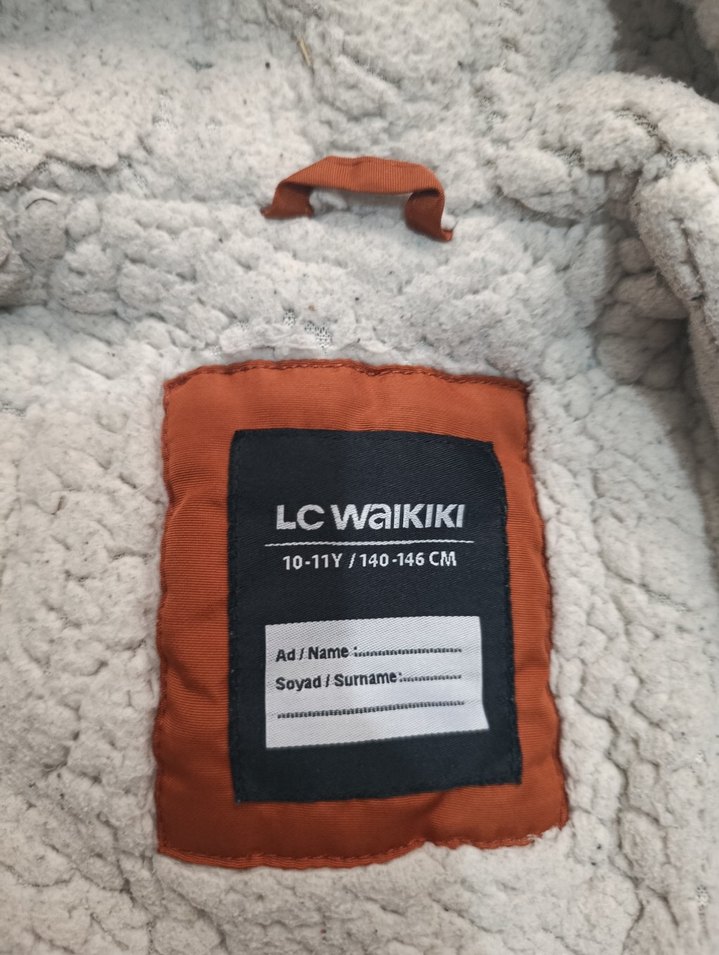 LC WAIKIKI
10-11Y / 140-146 CM
Ad / Name :
Soyad / Surname: